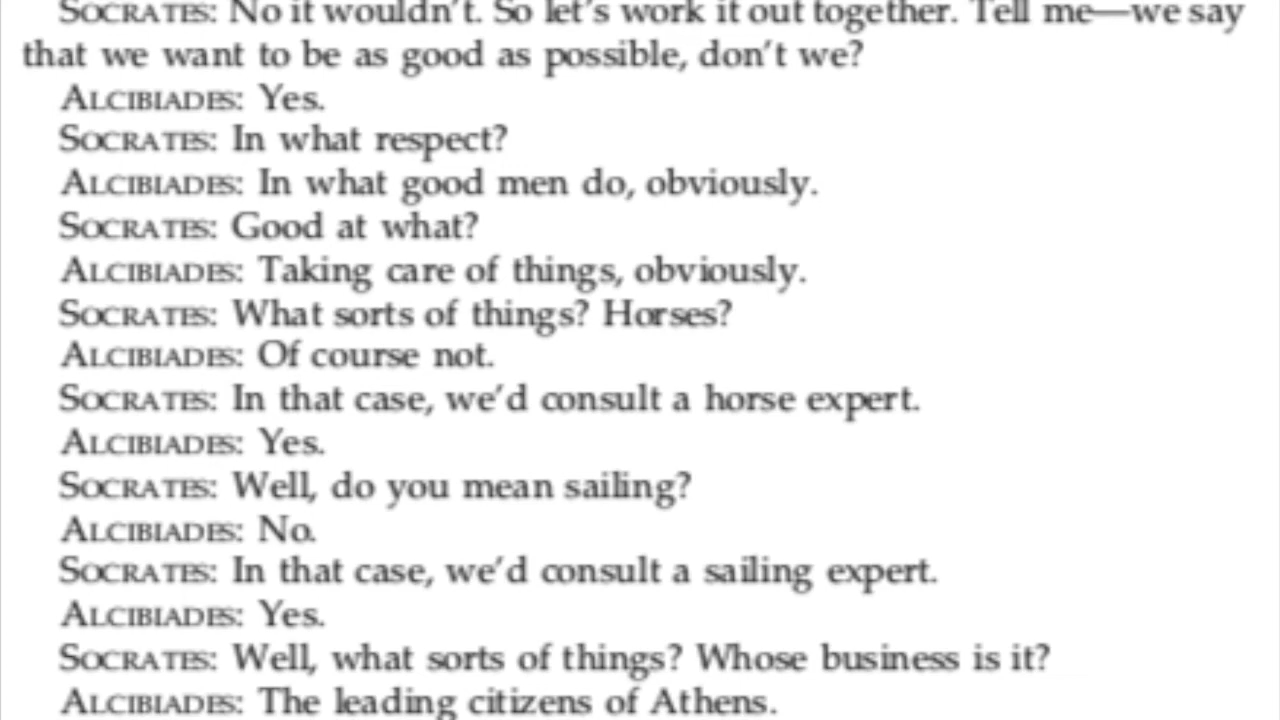 SOCRATES: No it wouldn't. So let's work it out together. Tell me—we say
that we want to be as good as possible, don't we?
ALCIBIADES: Yes.
SOCRATES: In what respect?
ALCIBIADES: In what good men do, obviously.
SOCRATES: Good at what?
ALCIBIADES: Taking care of things, obviously.
SOCRATES: What sorts of things? Horses?
ALCIBIADES: Of course not.
SOCRATES: In that case, we'd consult a horse expert.
ALCIBIADES: Yes.
SOCRATES: Well, do you mean sailing?
ALCIBIADES: No.
SOCRATES: In that case, we'd consult a sailing expert.
ALCIBIADES: Yes.
SOCRATES: Well, what sorts of things? Whose business is it?
ALCIBIADES: The leading citizens of Athens.